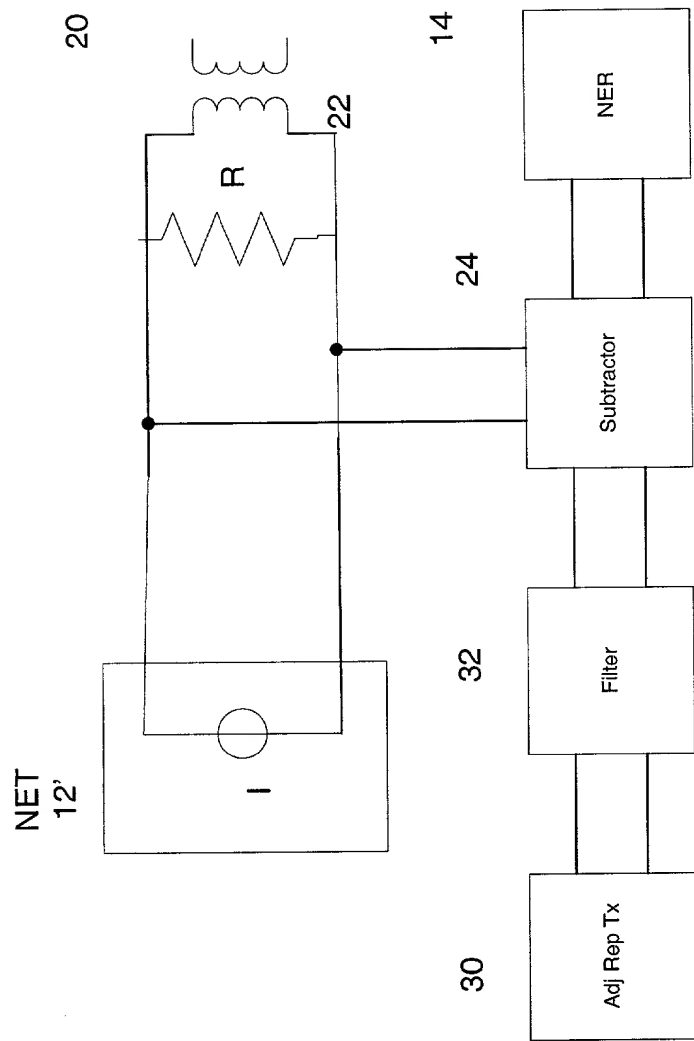 NET
12'
I
R
20
22
30
Adj Rep Tx
32
Filter
24
Subtractor
14
NER